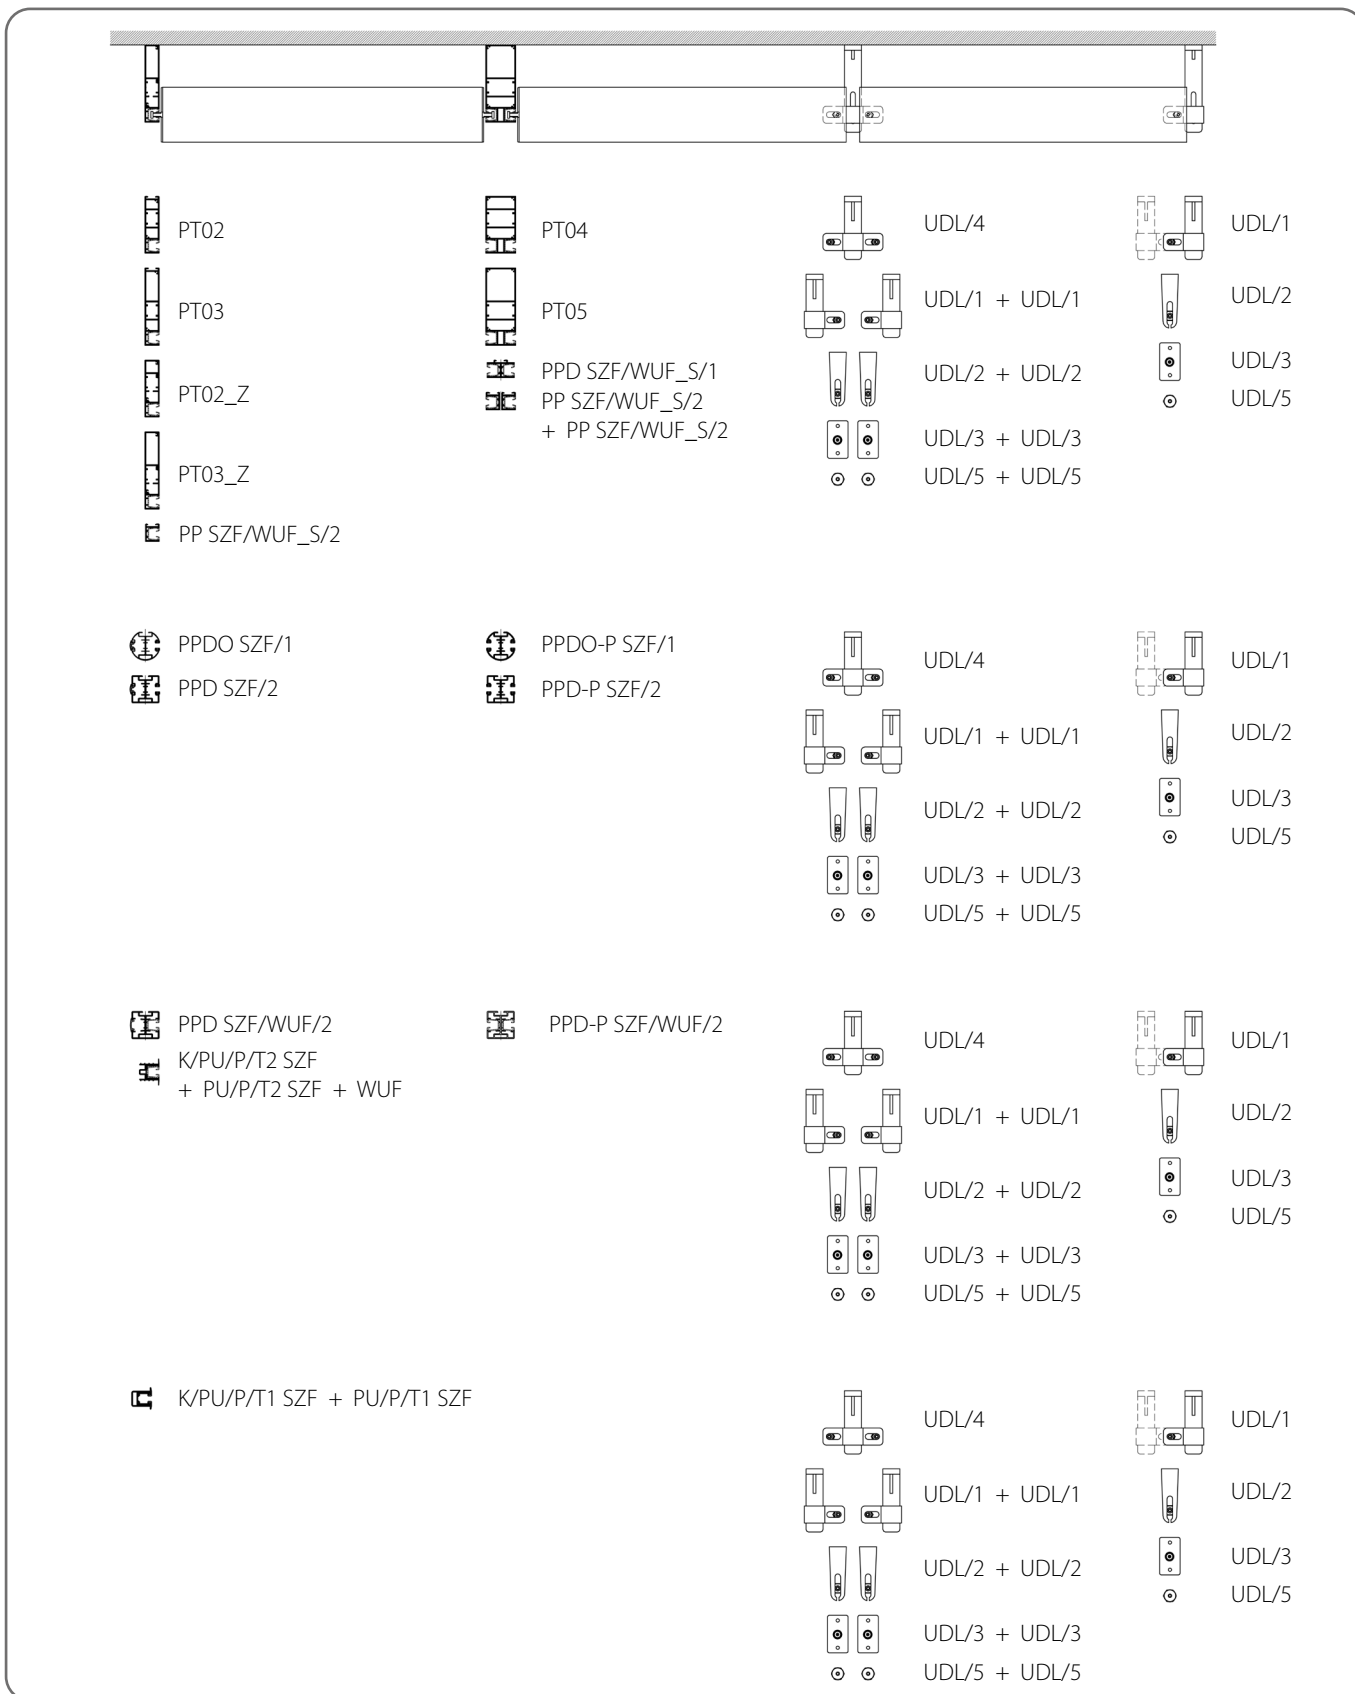 PT02
PT03
PT02_Z
PT03_Z
PP SZF/WUF_S/2
PT04
PT05
PPD SZF/WUF_S/1
PP SZF/WUF_S/2
+ PP SZF/WUF_S/2
UDL/4
UDL/1 + UDL/1
UDL/2 + UDL/2
UDL/3 + UDL/3
UDL/5 + UDL/5
UDL/1
UDL/2
UDL/3
UDL/5
PPDO SZF/1
PPD SZF/2
PPDO-P SZF/1
PPD-P SZF/2
UDL/4
UDL/1 + UDL/1
UDL/2 + UDL/2
UDL/3 + UDL/3
UDL/5 + UDL/5
UDL/1
UDL/2
UDL/3
UDL/5
PPD SZF/WUF/2
K/PU/P/T2 SZF
+ PU/P/T2 SZF + WUF
PPD-P SZF/WUF/2
UDL/4
UDL/1 + UDL/1
UDL/2 + UDL/2
UDL/3 + UDL/3
UDL/5 + UDL/5
UDL/1
UDL/2
UDL/3
UDL/5
K/PU/P/T1 SZF + PU/P/T1 SZF
UDL/4
UDL/1 + UDL/1
UDL/2 + UDL/2
UDL/3 + UDL/3
UDL/5 + UDL/5
UDL/1
UDL/2
UDL/3
UDL/5